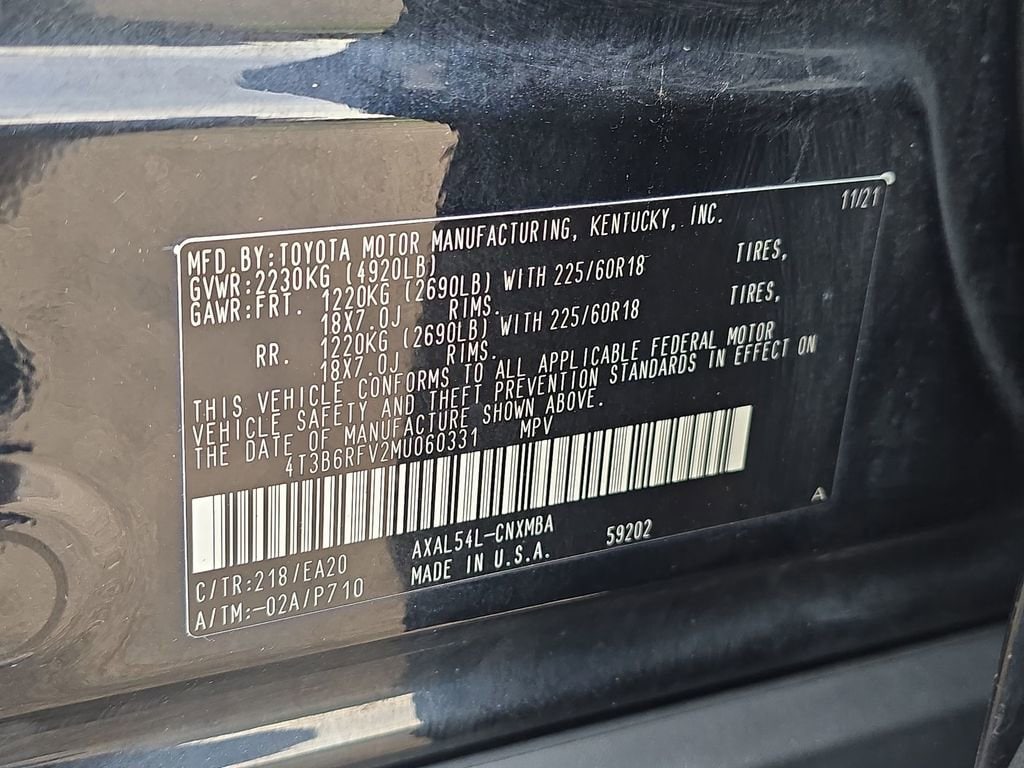 11/21
MFD.BY:TOYOTA MOTOR MANUFACTURING, KENTUCKY, INC.
GVWR:2230KG (4920LB)
GAWR:FRT. 1220KG (2690LB) WITH 225/60R18 TIRES,
18X7.0J RIMS.
RR. 1220KG (2690LB) WITH 225/60R18 TIRES,
18X7.0J RIMS.
THIS VEHICLE CONFORMS TO ALL APPLICABLE FEDERAL MOTOR
VEHICLE SAFETY AND THEFT PREVENTION STANDARDS IN EFFECT ON
THE DATE OF MANUFACTURE SHOWN ABOVE.
4T3B6RFV2MU060331 MPV
A
C/TR:218/EA20 AXAL54L-CNXMBA 59202
A/TM:-02A/P710 MADE IN U.S.A.